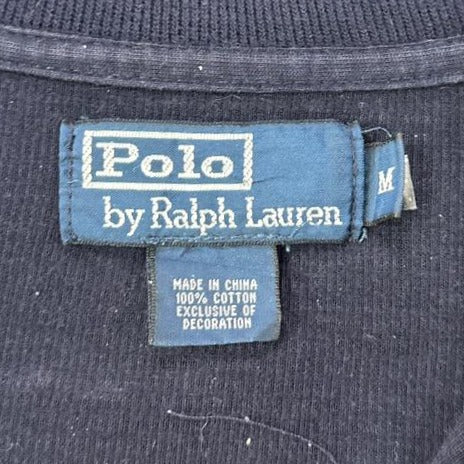 Polo
by Ralph Lauren
M
MADE IN CHINA
100% COTTON
EXCLUSIVE OF
DECORATION